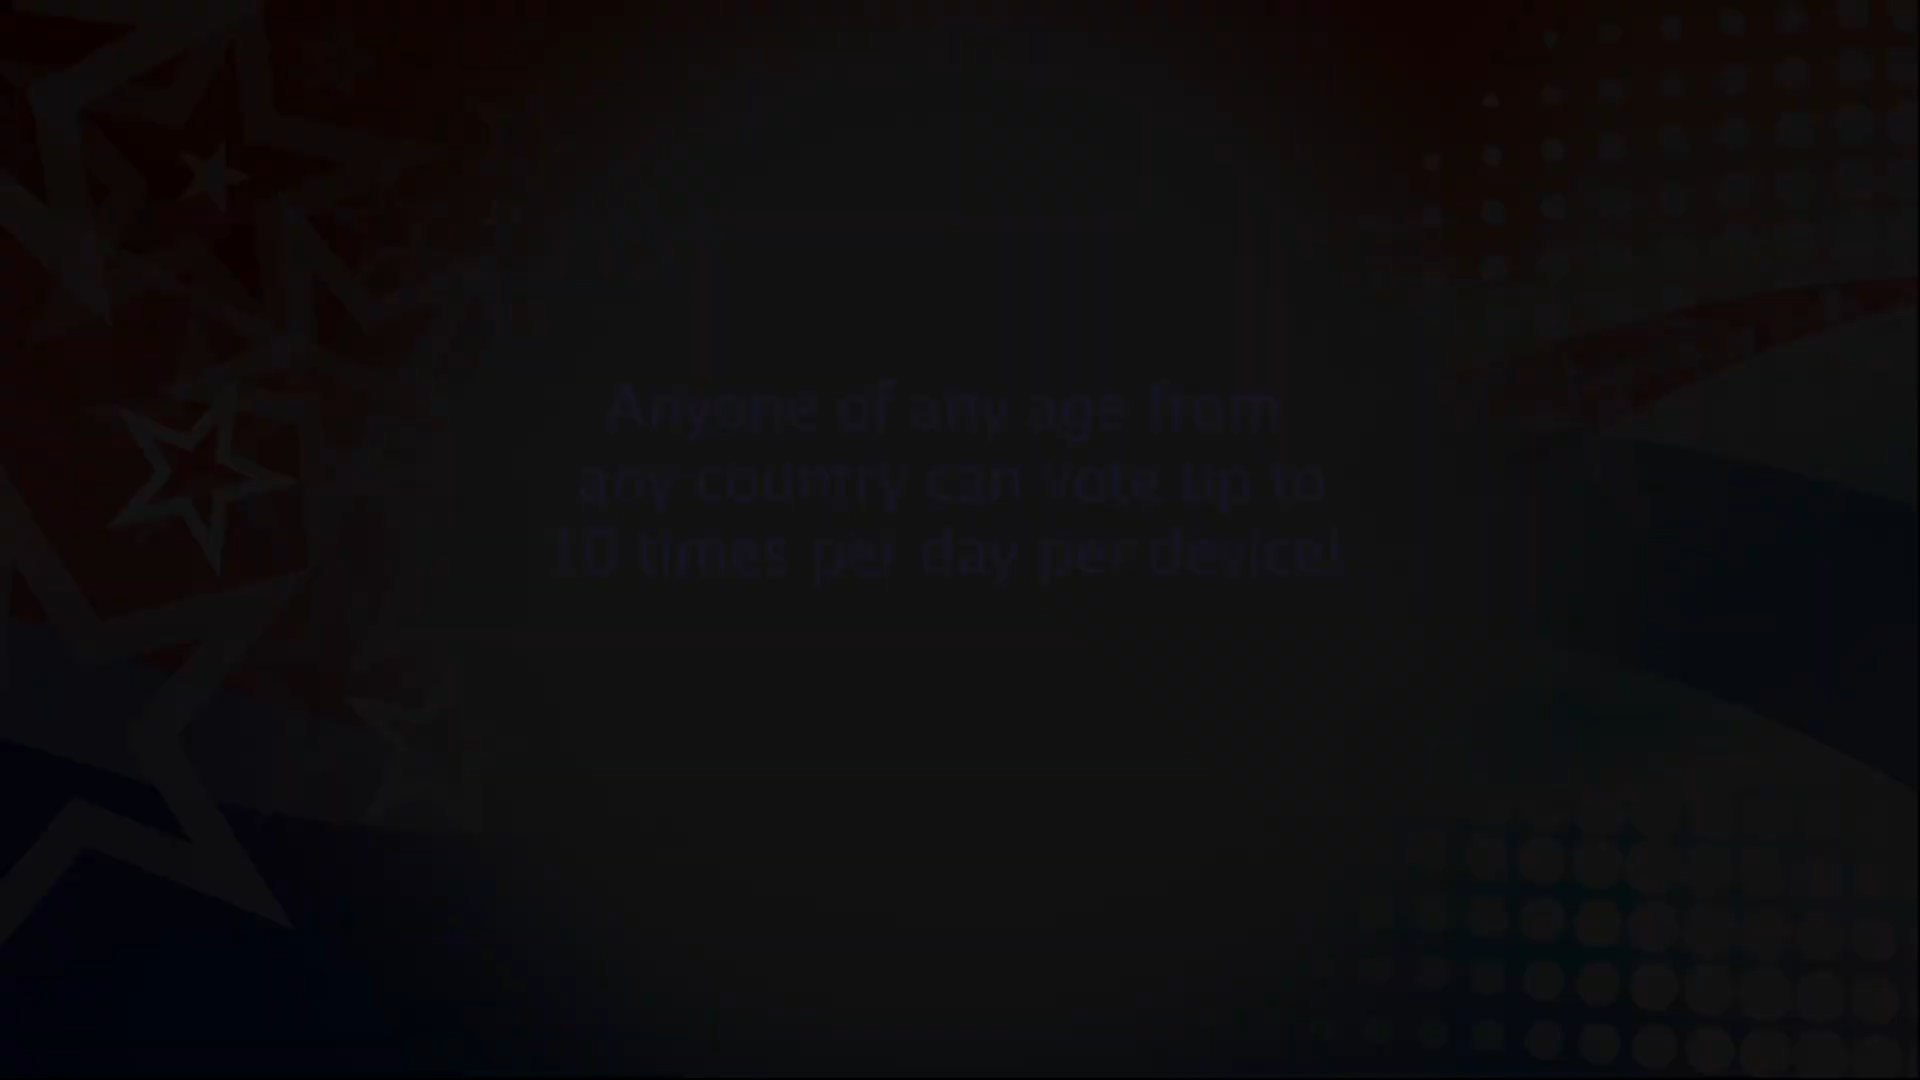 Anyone of any age from
any country can vote up to
10 times per day per device!